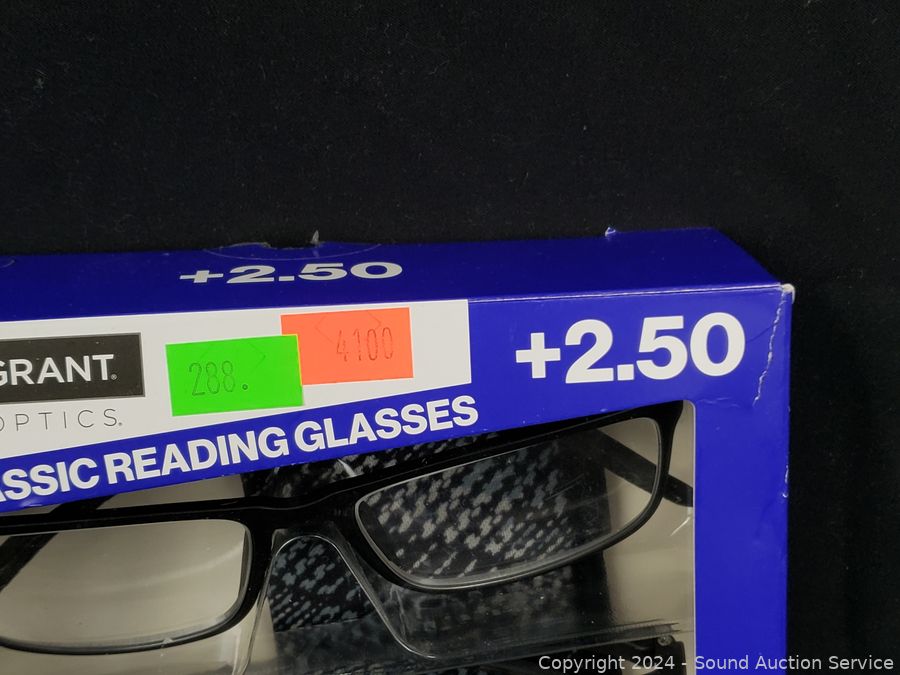 +2.50
GRANT®
288.
4100
+2.50
OPTICS®
ASSIC READING GLASSES
Copyright 2024 - Sound Auction Service